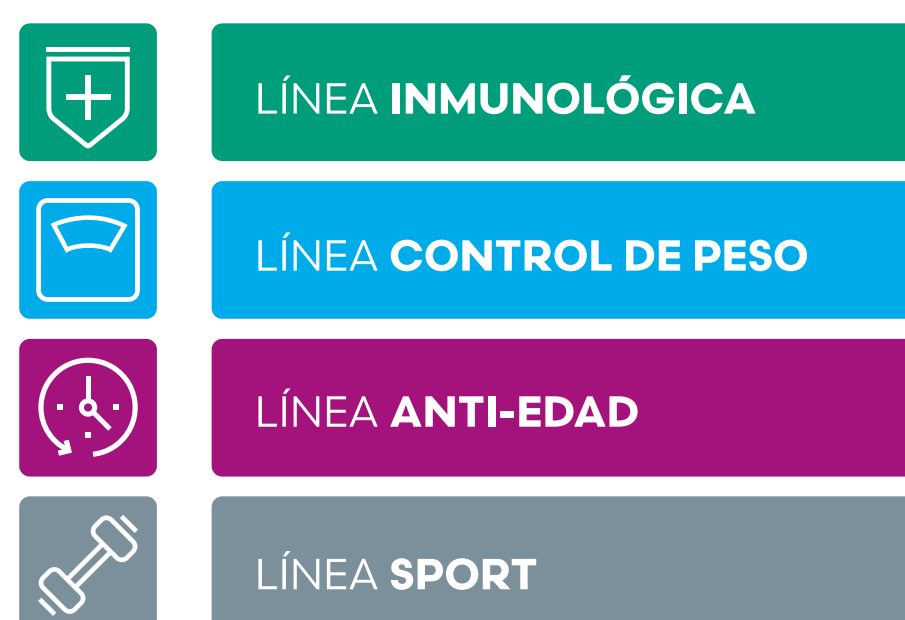 LÍNEA INMUNOLÓGICA
LÍNEA CONTROL DE PESO
LÍNEA ANTI-EDAD
LÍNEA SPORT